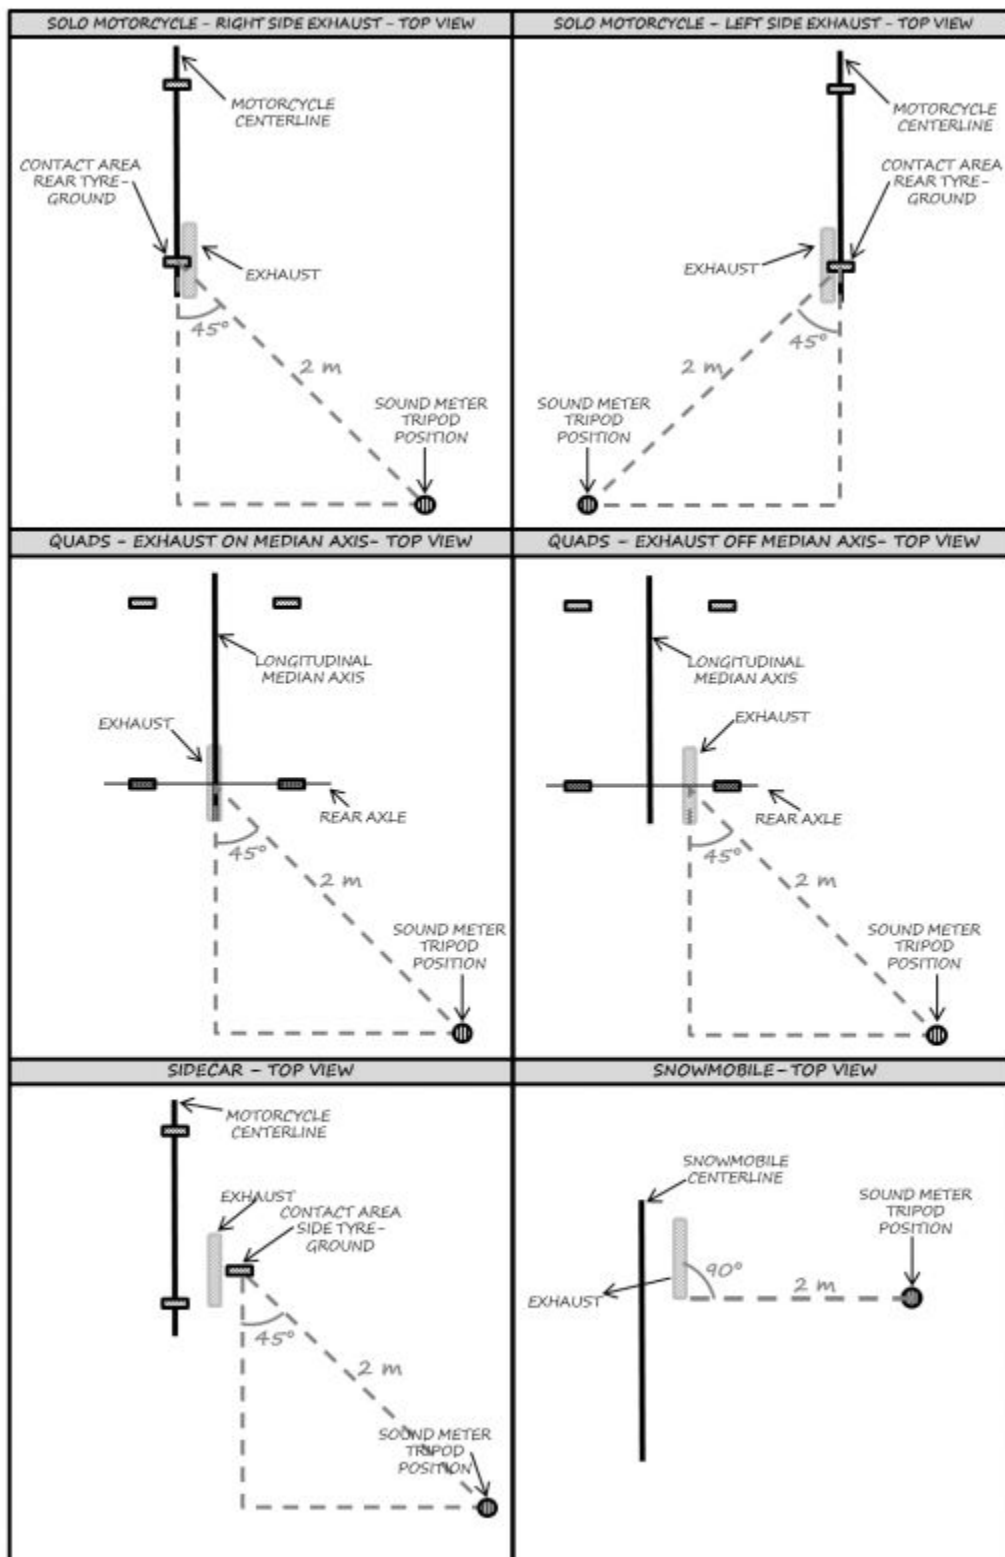 SOLO MOTORCYCLE - RIGHT SIDE EXHAUST - TOP VIEW
MOTORCYCLE
CENTERLINE
CONTACT AREA
REAR TYRE-
GROUND
EXHAUST
45°
2 m
SOUND METER
TRIPOD
POSITION
SOLO MOTORCYCLE - LEFT SIDE EXHAUST - TOP VIEW
MOTORCYCLE
CENTERLINE
CONTACT AREA
REAR TYRE-
GROUND
EXHAUST
45°
2 m
SOUND METER
TRIPOD
POSITION
QUADS - EXHAUST ON MEDIAN AXIS- TOP VIEW
LONGITUDINAL
MEDIAN AXIS
EXHAUST
REAR AXLE
45°
2 m
SOUND METER
TRIPOD
POSITION
QUADS - EXHAUST OFF MEDIAN AXIS- TOP VIEW
LONGITUDINAL
MEDIAN AXIS
EXHAUST
REAR AXLE
45°
2 m
SOUND METER
TRIPOD
POSITION
SIDECAR - TOP VIEW
MOTORCYCLE
CENTERLINE
EXHAUST
CONTACT AREA
SIDE TYRE-
GROUND
45°
2 m
SOUND METER
TRIPOD
POSITION
SNOWMOBILE-TOP VIEW
SNOWMOBILE
CENTERLINE
SOUND METER
TRIPOD
POSITION
90°
2 m
EXHAUST